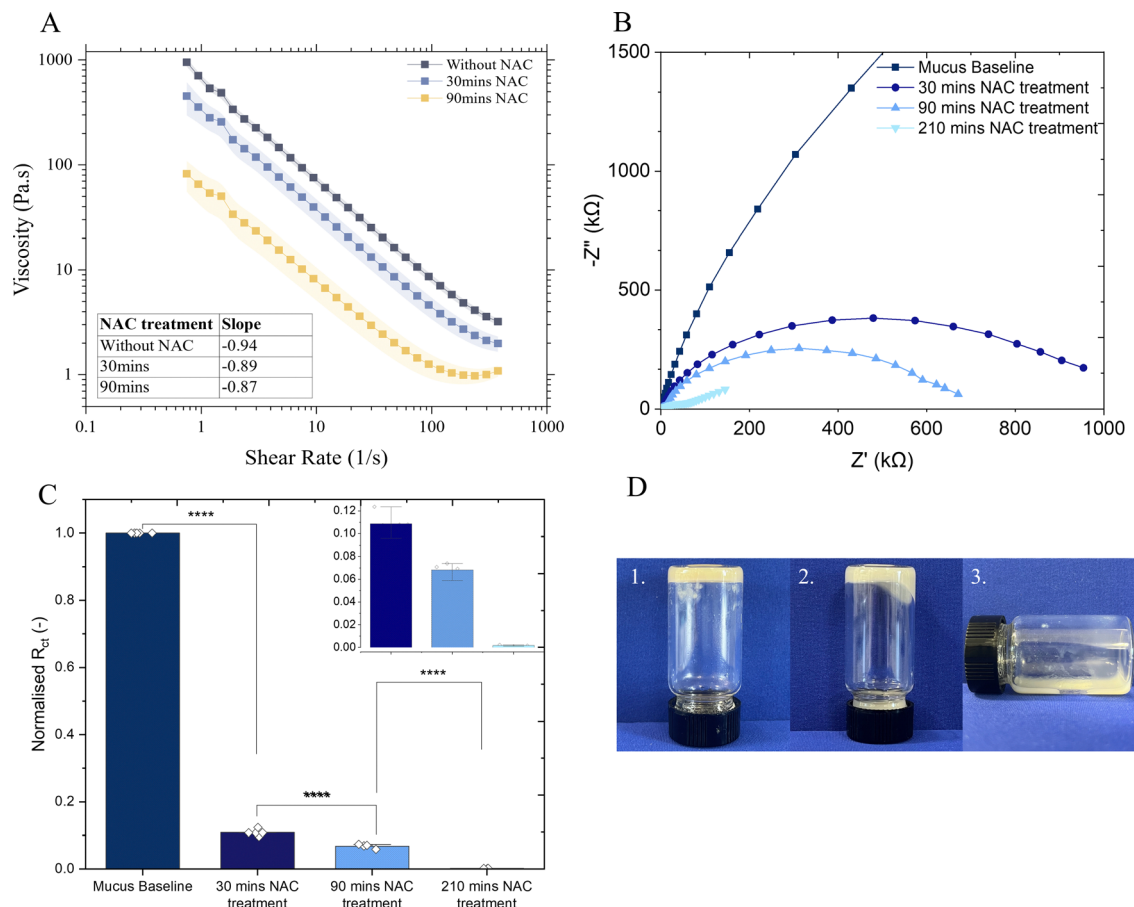 A
1000
100
10
1
0.1
1
10
100
1000
Viscosity (Pa.s)
Shear Rate (1/s)
Without NAC
30mins NAC
90mins NAC
NAC treatment Slope
Without NAC -0.94
30mins -0.89
90mins -0.87
B
1500
1000
500
0
0
200
400
600
800
1000
-Z" (kΩ)
Z' (kΩ)
Mucus Baseline
30 mins NAC treatment
90 mins NAC treatment
210 mins NAC treatment
C
1.0
0.8
0.6
0.4
0.2
0.0
Normalised Rct (-)
****
****
****
0.12
0.10
0.08
0.06
0.04
0.02
0.00
Mucus Baseline
30 mins NAC
treatment
90 mins NAC
treatment
210 mins NAC
treatment
D
1.
2.
3.